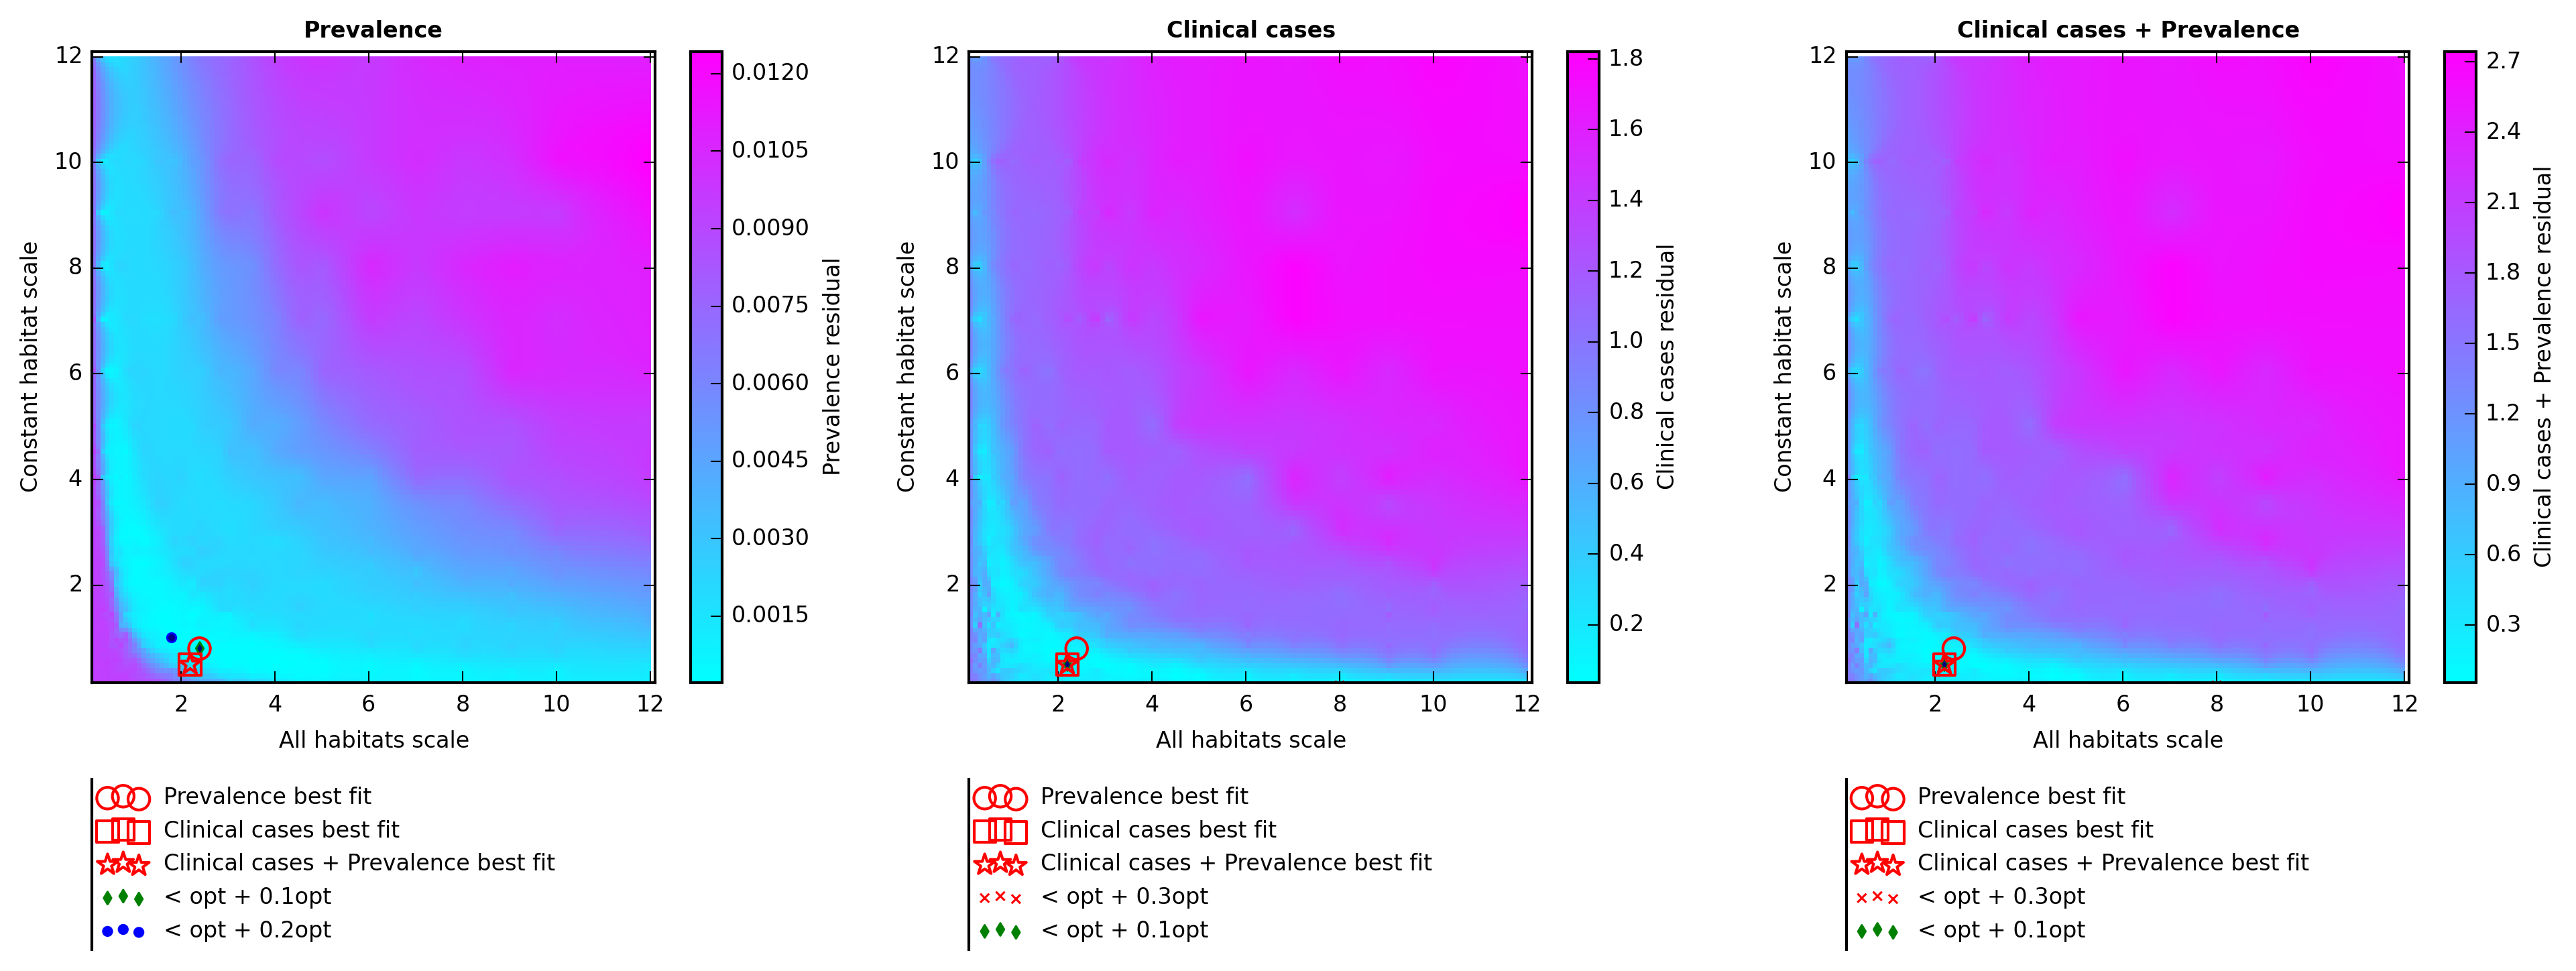 Prevalence
12
10
8
6
4
2
2 4 6 8 10 12
Constant habitat scale
All habitats scale
0.0120
0.0105
0.0090
0.0075
0.0060
0.0045
0.0030
0.0015
Prevalence residual
Prevalence best fit
Clinical cases best fit
Clinical cases + Prevalence best fit
< opt + 0.1opt
< opt + 0.2opt
Clinical cases
12
10
8
6
4
2
2 4 6 8 10 12
Constant habitat scale
All habitats scale
1.8
1.6
1.4
1.2
1.0
0.8
0.6
0.4
0.2
Clinical cases residual
Prevalence best fit
Clinical cases best fit
Clinical cases + Prevalence best fit
< opt + 0.3opt
< opt + 0.1opt
Clinical cases + Prevalence
12
10
8
6
4
2
2 4 6 8 10 12
Constant habitat scale
All habitats scale
2.7
2.4
2.1
1.8
1.5
1.2
0.9
0.6
0.3
Clinical cases + Prevalence residual
Prevalence best fit
Clinical cases best fit
Clinical cases + Prevalence best fit
< opt + 0.3opt
< opt + 0.1opt